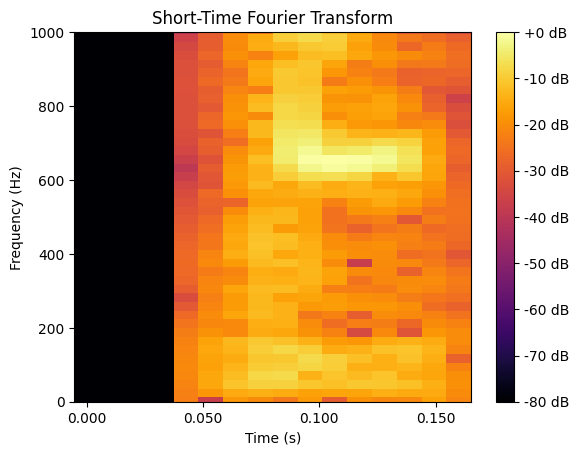 Short-Time Fourier Transform
1000
800
600
400
200
0
Frequency (Hz)
0.000
0.050
0.100
0.150
Time (s)
+0 dB
-10 dB
-20 dB
-30 dB
-40 dB
-50 dB
-60 dB
-70 dB
-80 dB